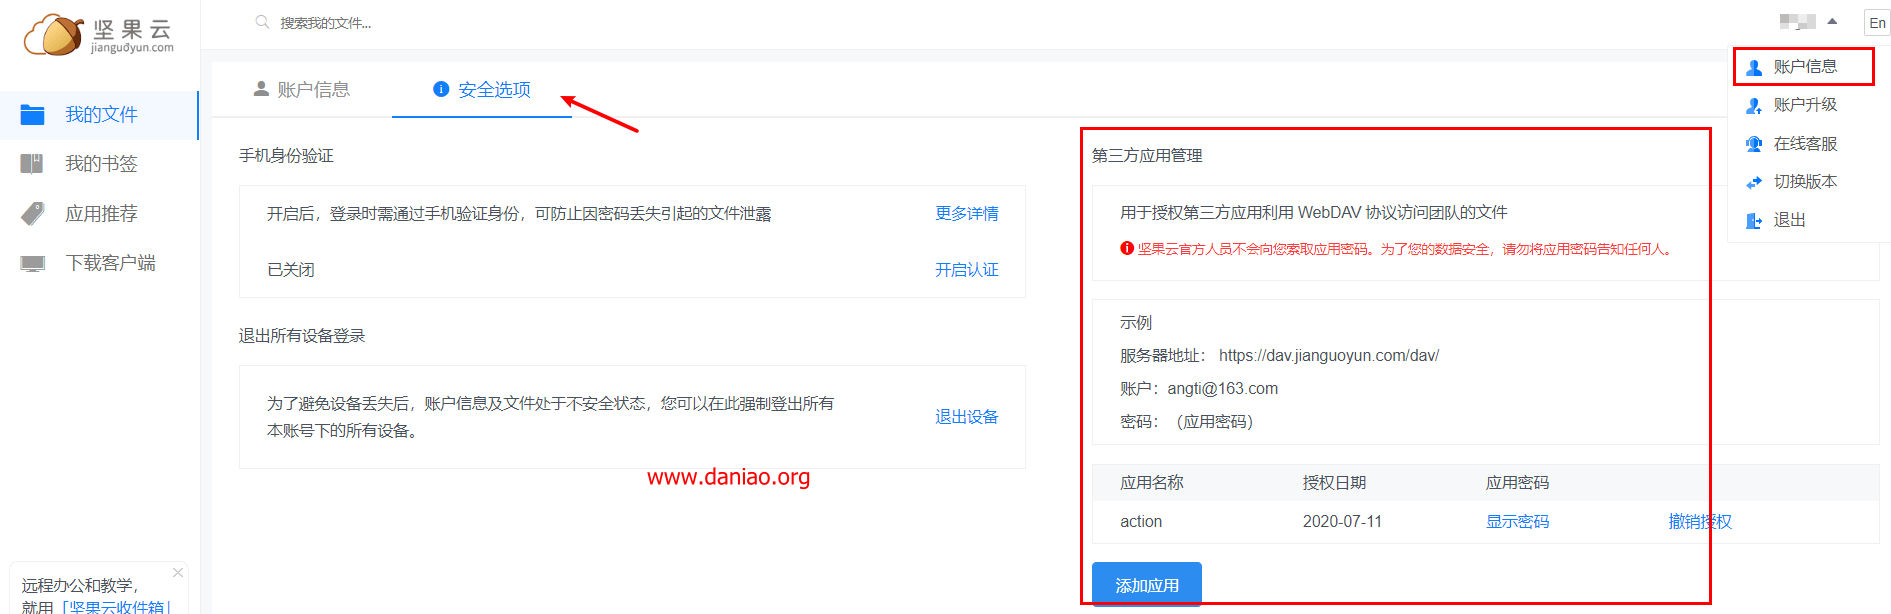 坚果云
jianguoyun.com
搜索我的文件...
En
账户信息
安全选项
账户信息
账户升级
在线客服
切换版本
退出
我的文件
我的书签
应用推荐
下载客户端
手机身份验证
开启后，登录时需通过手机验证身份，可防止因密码丢失引起的文件泄露
更多详情
已关闭
开启认证
退出所有设备登录
为了避免设备丢失后，账户信息及文件处于不安全状态，您可以在此强制登出所有
本账号下的所有设备。
退出设备
www.daniao.org
第三方应用管理
用于授权第三方应用利用 WebDAV 协议访问团队的文件
坚果云官方人员不会向您索取应用密码。为了您的数据安全，请勿将应用密码告知任何人。
示例
服务器地址： https://dav.jianguoyun.com/dav/
账户：angti@163.com
密码：（应用密码）
应用名称 授权日期 应用密码
action 2020-07-11 显示密码 撤销授权
添加应用
远程办公和教学，
就用「坚果云收件箱」